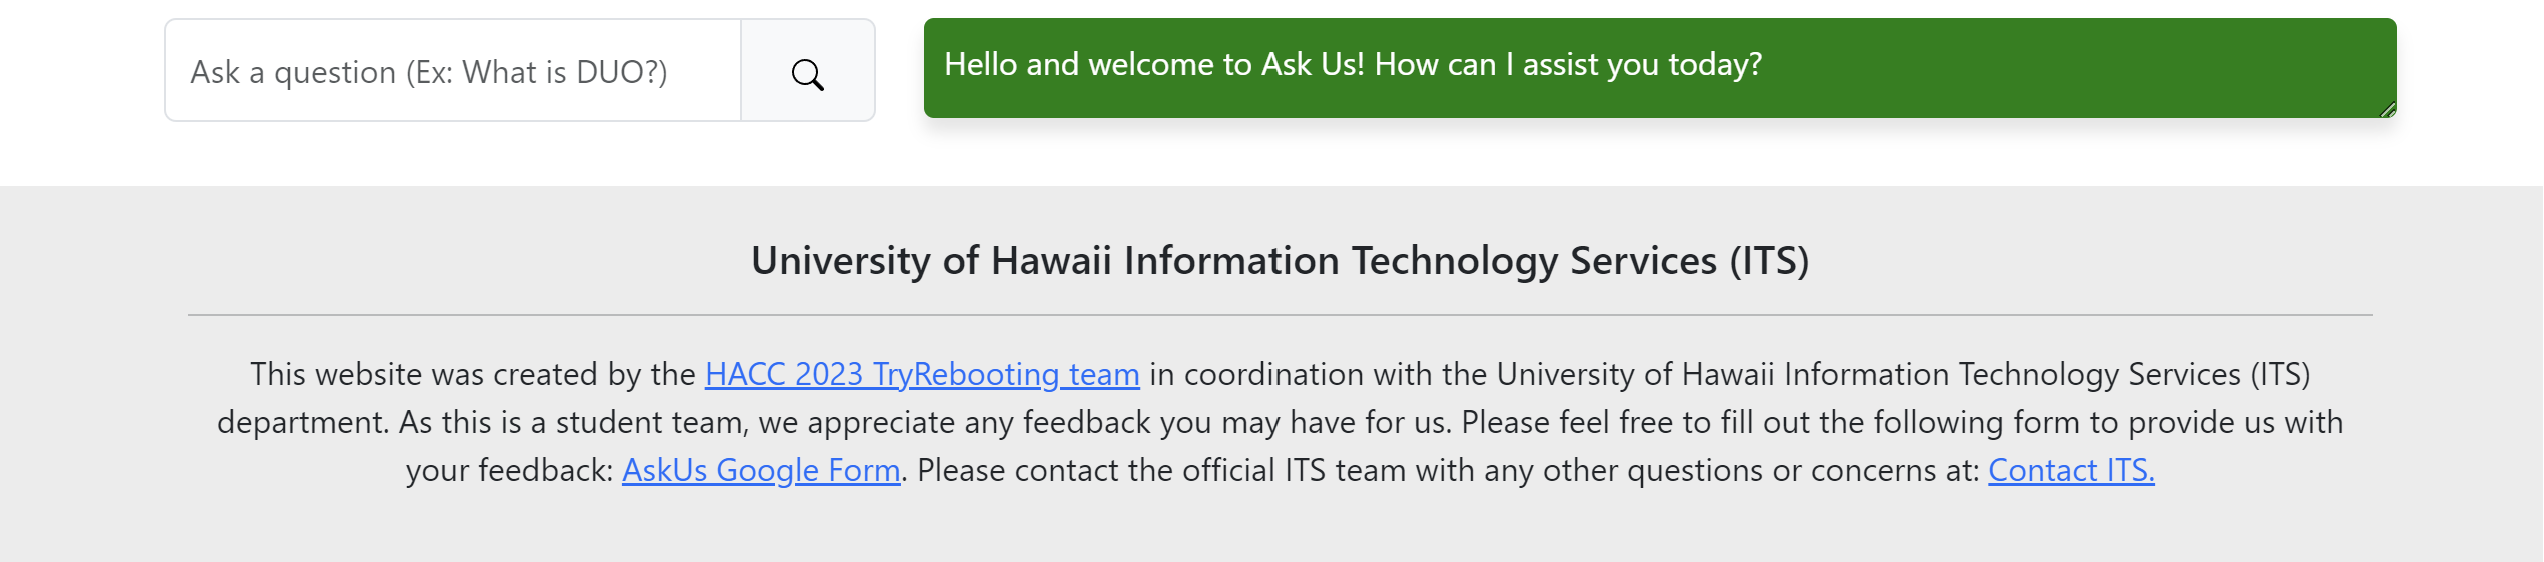 Ask a question (Ex: What is DUO?)
Hello and welcome to Ask Us! How can I assist you today?
University of Hawaii Information Technology Services (ITS)
This website was created by the HACC 2023 TryRebooting team in coordination with the University of Hawaii Information Technology Services (ITS)
department. As this is a student team, we appreciate any feedback you may have for us. Please feel free to fill out the following form to provide us with
your feedback: AskUs Google Form. Please contact the official ITS team with any other questions or concerns at: Contact ITS.